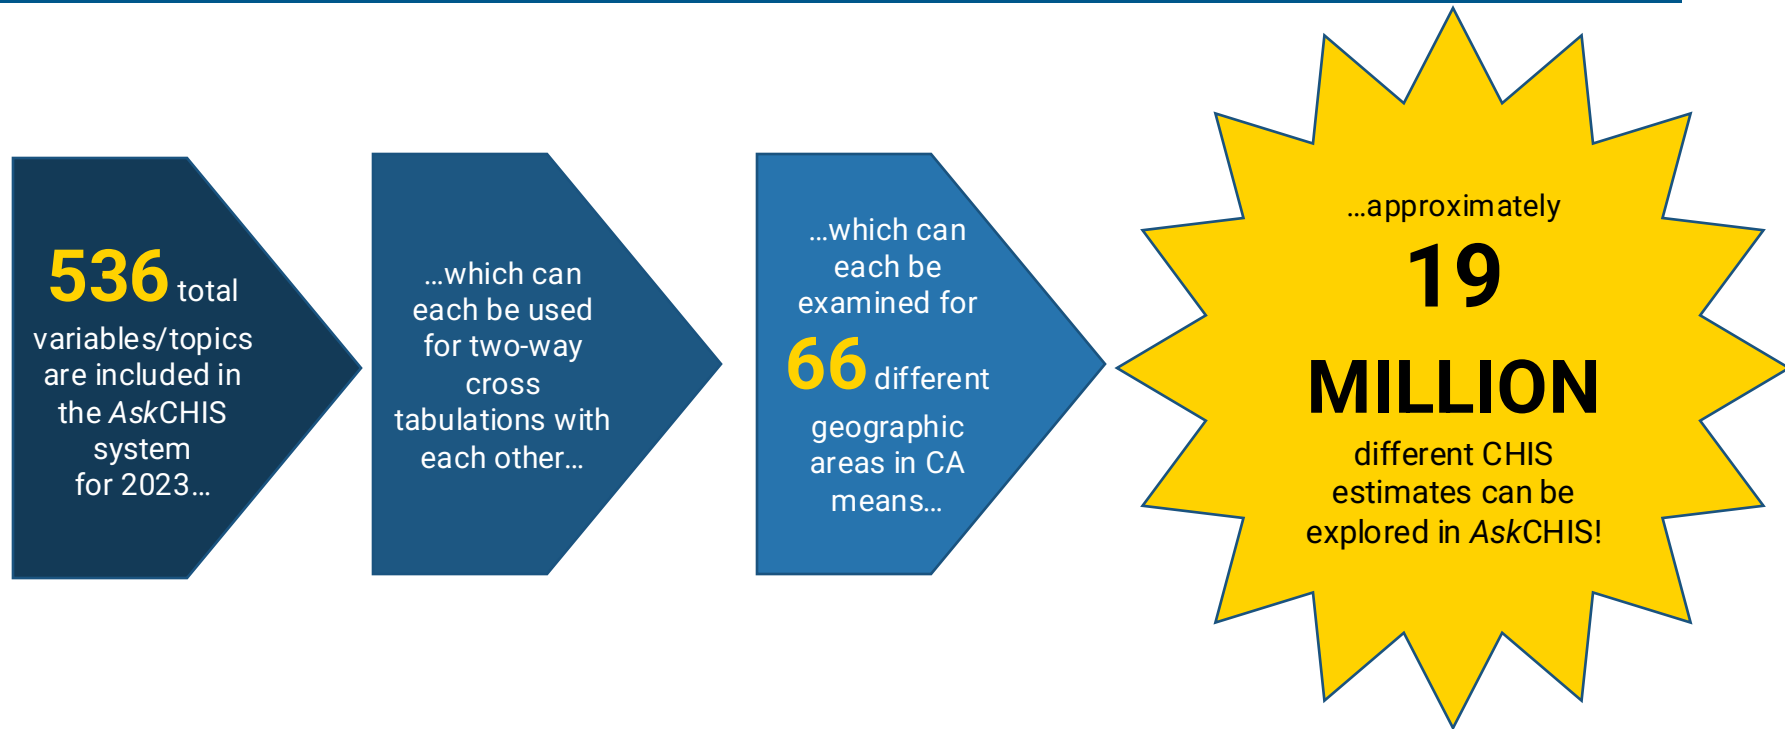 536 total
variables/topics
are included in
the AskCHIS
system
for 2023...
...which can
each be used
for two-way
cross
tabulations with
each other...
...which can
each be
examined for
66 different
geographic
areas in CA
means...
...approximately
19
MILLION
different CHIS
estimates can be
explored in AskCHIS!